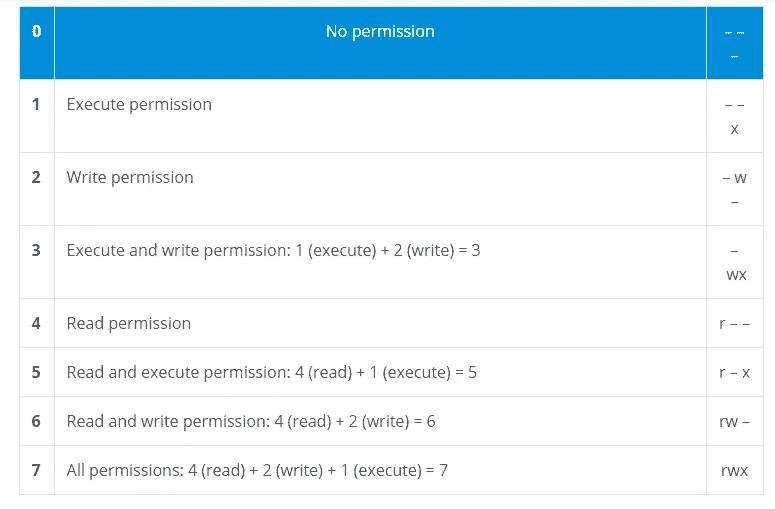 0 No permission – –
–
1 Execute permission – –
x
2 Write permission – w
–
3 Execute and write permission: 1 (execute) + 2 (write) = 3 –
wx
4 Read permission r – –
5 Read and execute permission: 4 (read) + 1 (execute) = 5 r – x
6 Read and write permission: 4 (read) + 2 (write) = 6 rw –
7 All permissions: 4 (read) + 2 (write) + 1 (execute) = 7 rwx